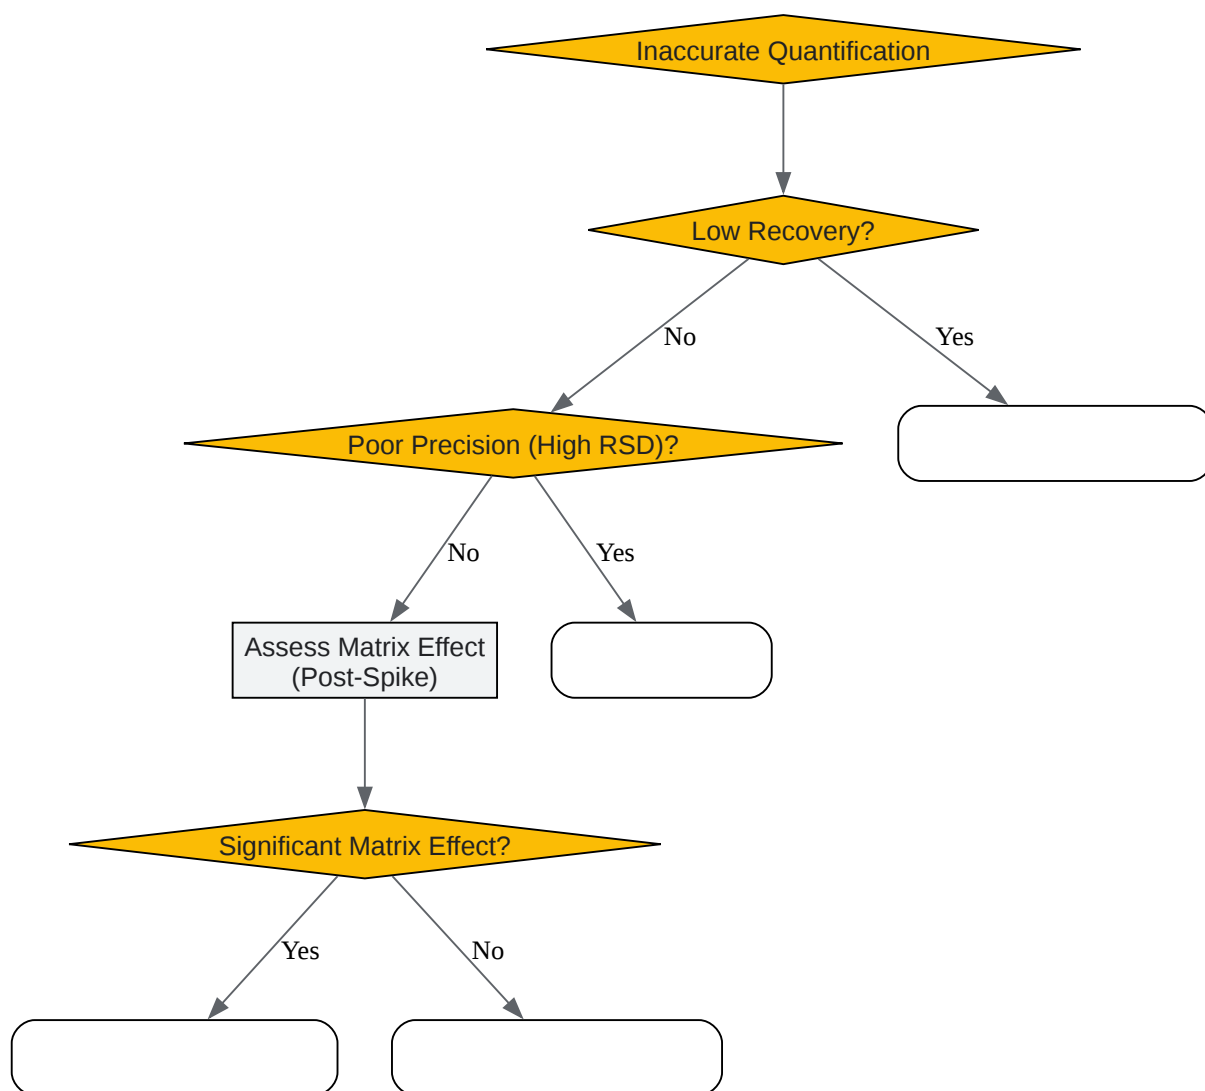 Inaccurate Quantification
Low Recovery?
No
Yes
Poor Precision (High RSD)?
No
Yes
Assess Matrix Effect
(Post-Spike)
Significant Matrix Effect?
Yes
No